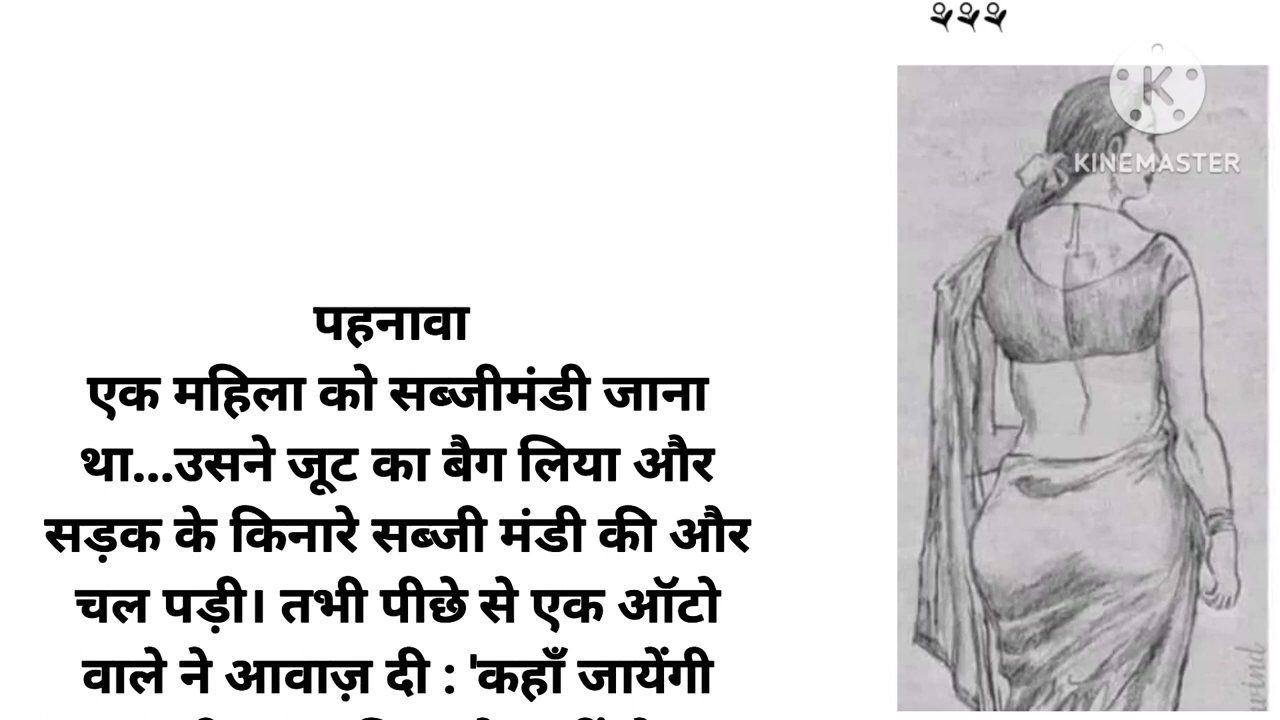 KINEMASTER
पहनावा
एक महिला को सब्जीमंडी जाना
था...उसने जूट का बैग लिया और
सड़क के किनारे सब्जी मंडी की और
चल पड़ी। तभी पीछे से एक ऑटो
वाले ने आवाज़ दी : 'कहाँ जायेंगी